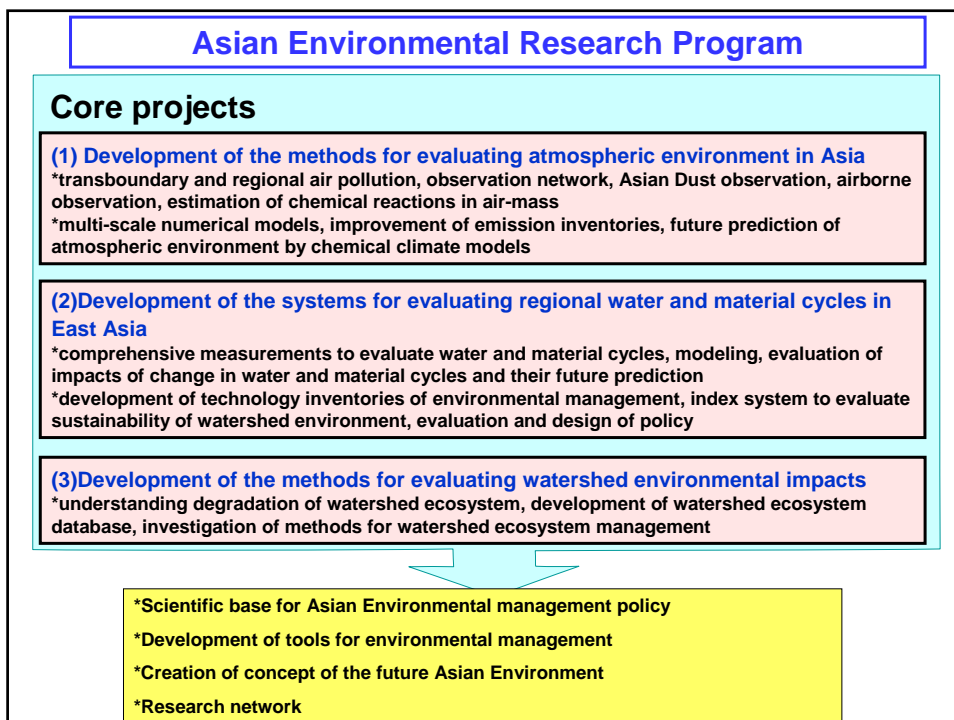 Asian Environmental Research Program
Core projects
(1) Development of the methods for evaluating atmospheric environment in Asia
*transboundary and regional air pollution, observation network, Asian Dust observation, airborne
observation, estimation of chemical reactions in air-mass
*multi-scale numerical models, improvement of emission inventories, future prediction of
atmospheric environment by chemical climate models
(2)Development of the systems for evaluating regional water and material cycles in
East Asia
*comprehensive measurements to evaluate water and material cycles, modeling, evaluation of
impacts of change in water and material cycles and their future prediction
*development of technology inventories of environmental management, index system to evaluate
sustainability of watershed environment, evaluation and design of policy
(3)Development of the methods for evaluating watershed environmental impacts
*understanding degradation of watershed ecosystem, development of watershed ecosystem
database, investigation of methods for watershed ecosystem management
*Scientific base for Asian Environmental management policy
*Development of tools for environmental management
*Creation of concept of the future Asian Environment
*Research network